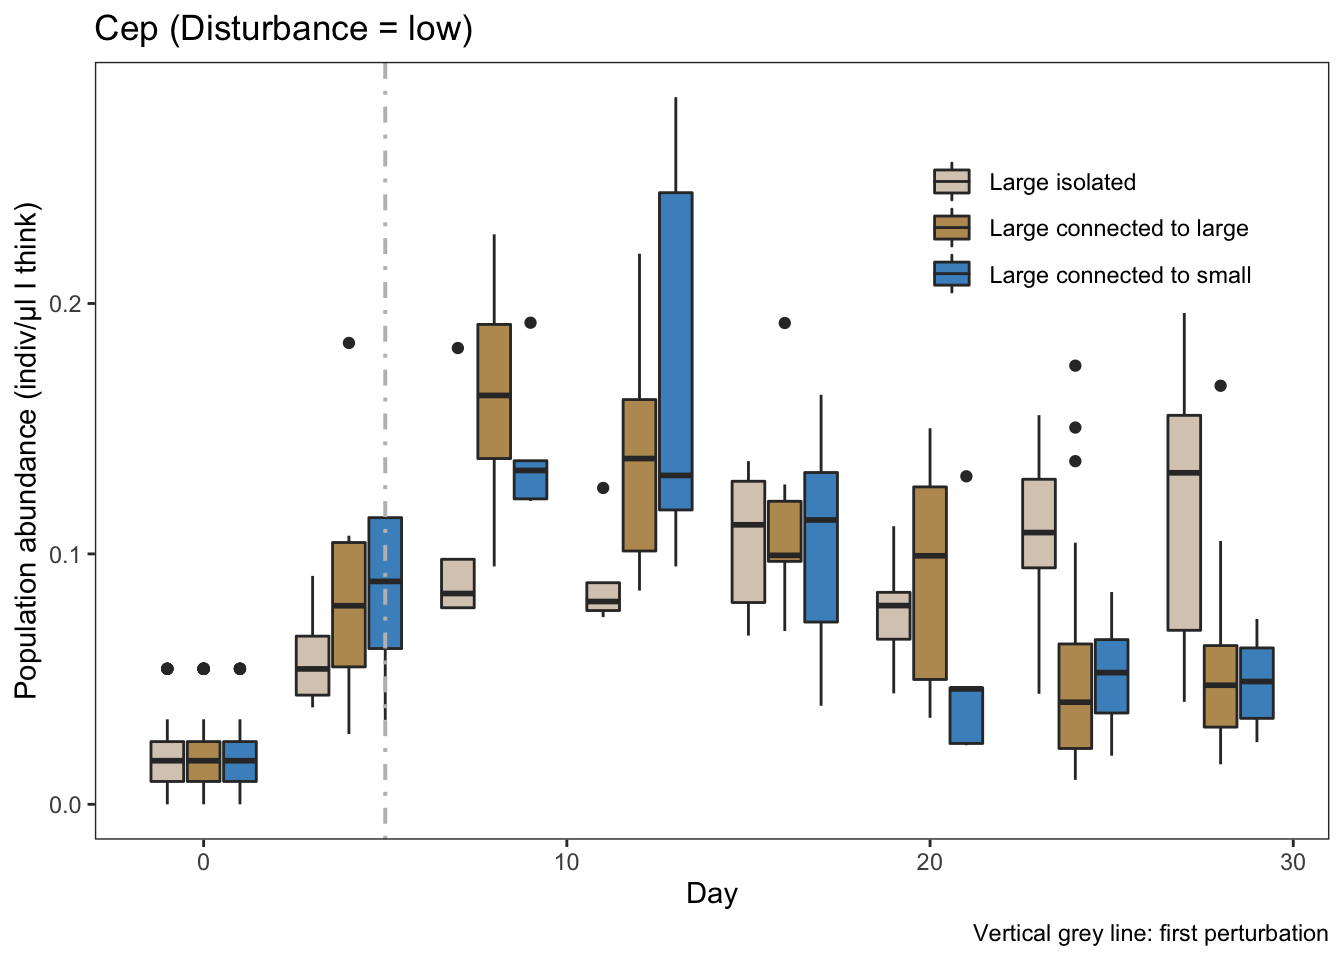 Cep (Disturbance = low)
Population abundance (indiv/µl I think)
0.2
0.1
0.0
Large isolated
Large connected to large
Large connected to small
0
10
20
30
Day
Vertical grey line: first perturbation